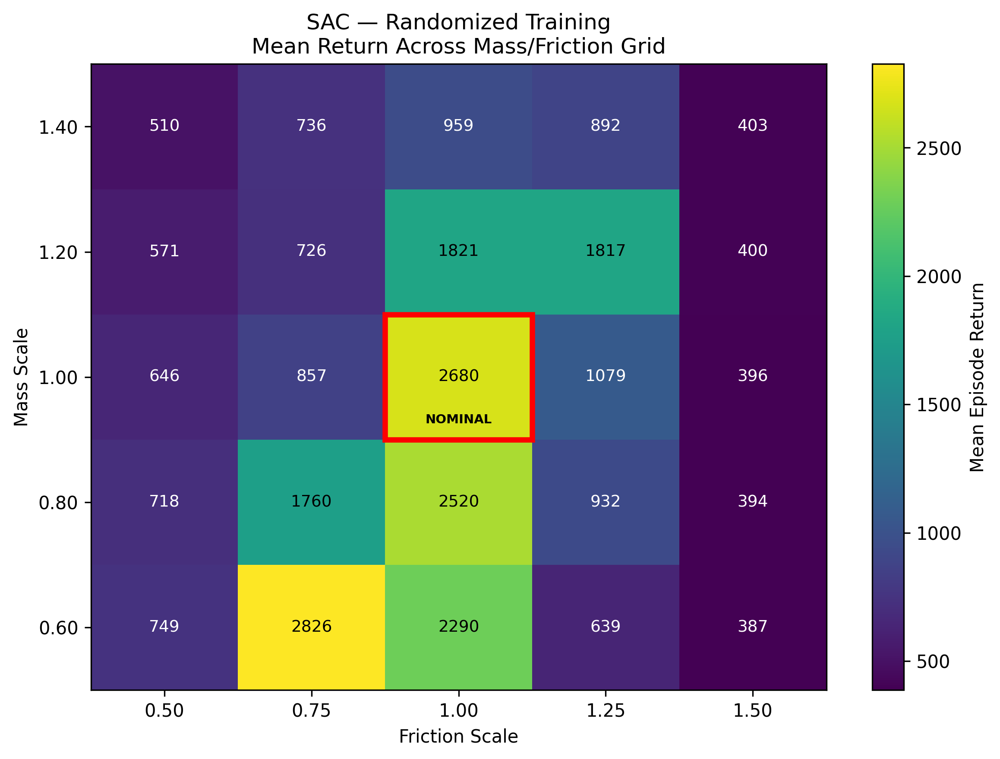 SAC — Randomized Training
Mean Return Across Mass/Friction Grid
Mass Scale
1.40
510 736 959 892 403
1.20
571 726 1821 1817 400
1.00
646 857 2680 1079 396
NOMINAL
0.80
718 1760 2520 932 394
0.60
749 2826 2290 639 387
0.50 0.75 1.00 1.25 1.50
Friction Scale
2500
2000
1500
1000
500
Mean Episode Return